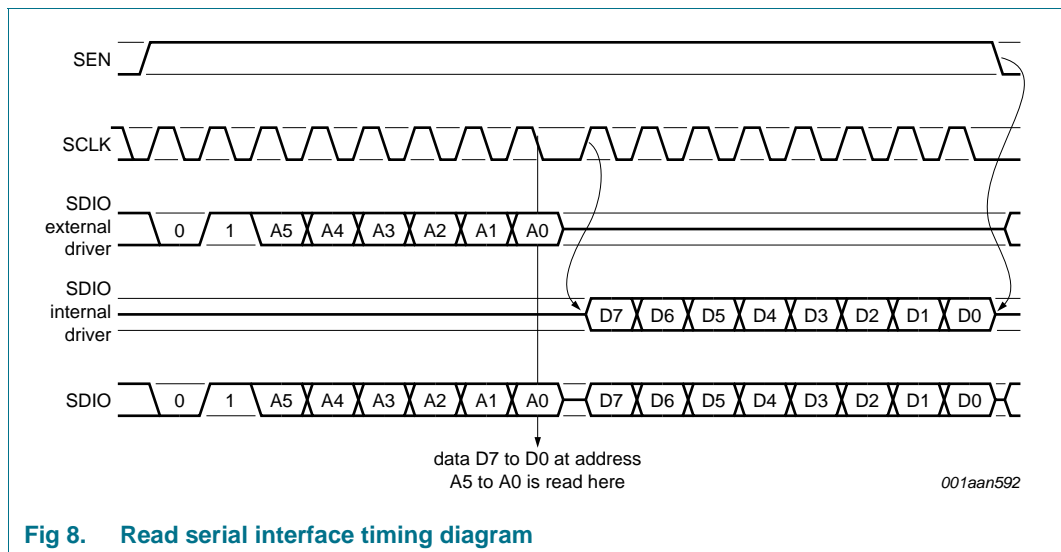 SEN
SCLK
SDIO
external
driver
0 1 A5 A4 A3 A2 A1 A0
SDIO
internal
driver
D7 D6 D5 D4 D3 D2 D1 D0
SDIO
0 1 A5 A4 A3 A2 A1 A0 D7 D6 D5 D4 D3 D2 D1 D0
data D7 to D0 at address
A5 to A0 is read here
001aan592
Fig 8. Read serial interface timing diagram